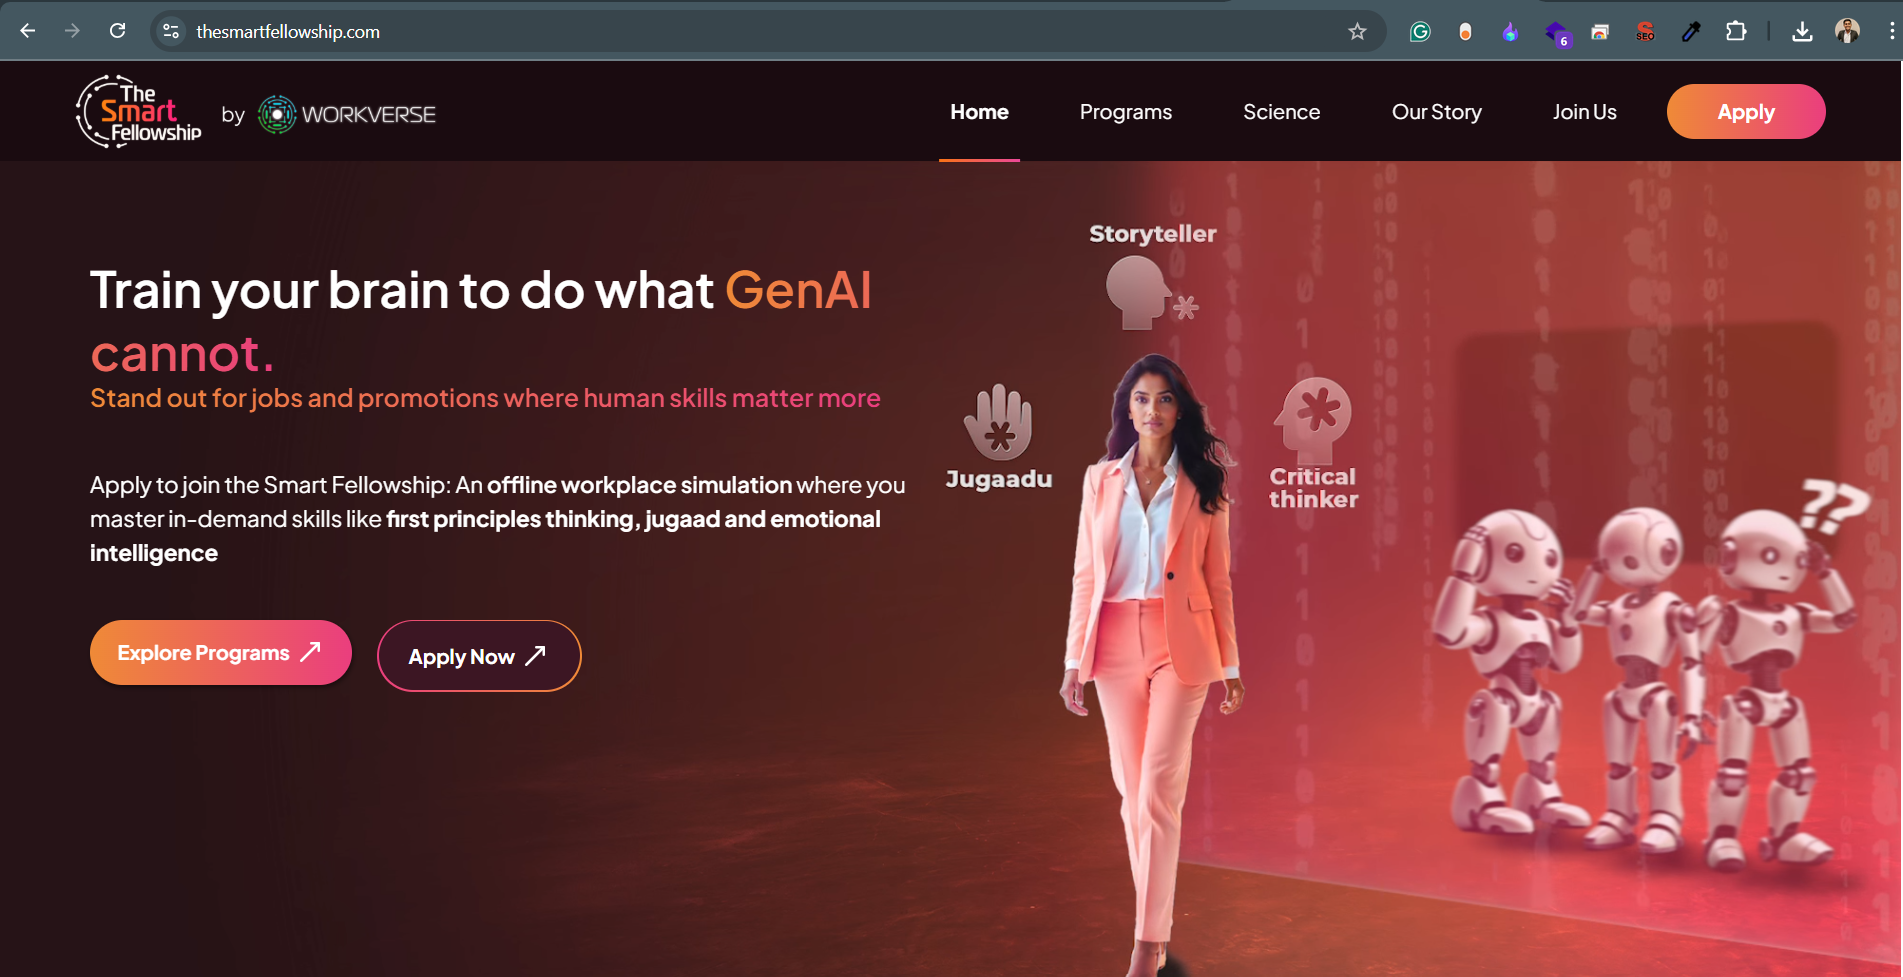 thesmartfellowship.com
6
SEO
The
Smart
Fellowship
by WORKVERSE
Home Programs Science Our Story Join Us Apply
Train your brain to do what GenAI
cannot.
Stand out for jobs and promotions where human skills matter more
Apply to join the Smart Fellowship: An offline workplace simulation where you
master in-demand skills like first principles thinking, jugaad and emotional
intelligence
Explore Programs
Apply Now
Storyteller
Jugaadu
Critical
thinker
??